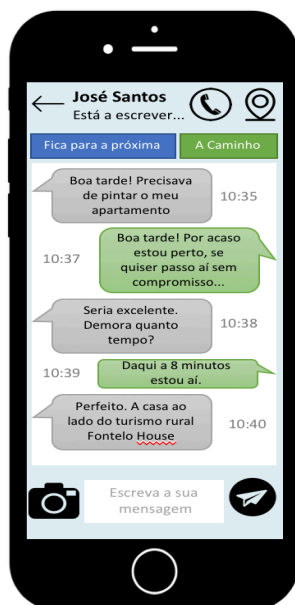 José Santos
Está a escrever...
Fica para a próxima
A Caminho
Boa tarde! Precisava
de pintar o meu
apartamento
10:35
Boa tarde! Por acaso
estou perto, se
quiser passo aí sem
compromisso...
10:37
Seria excelente.
Demora quanto
tempo?
10:38
Daqui a 8 minutos
estou aí.
10:39
Perfeito. A casa ao
lado do turismo rural
Fontelo House
10:40
Escreva a sua
mensagem